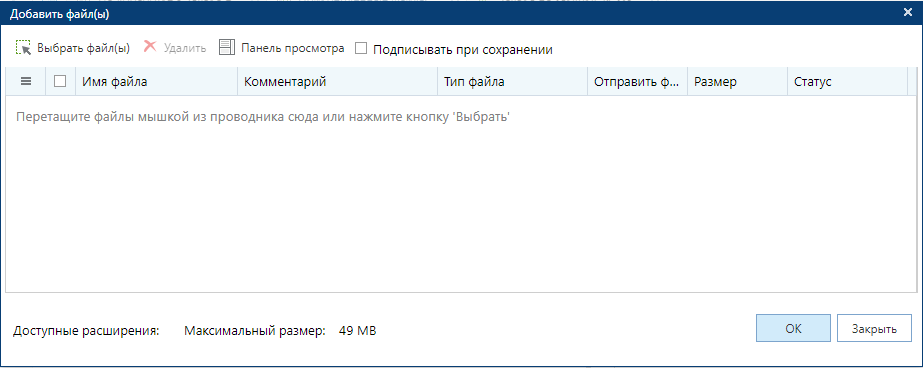 Добавить файл(ы)
Выбрать файл(ы) Удалить Панель просмотра Подписывать при сохранении
Имя файла Комментарий Тип файла Отправить ф... Размер Статус
Перетащите файлы мышкой из проводника сюда или нажмите кнопку 'Выбрать'
Доступные расширения: Максимальный размер: 49 MB OK Закрыть